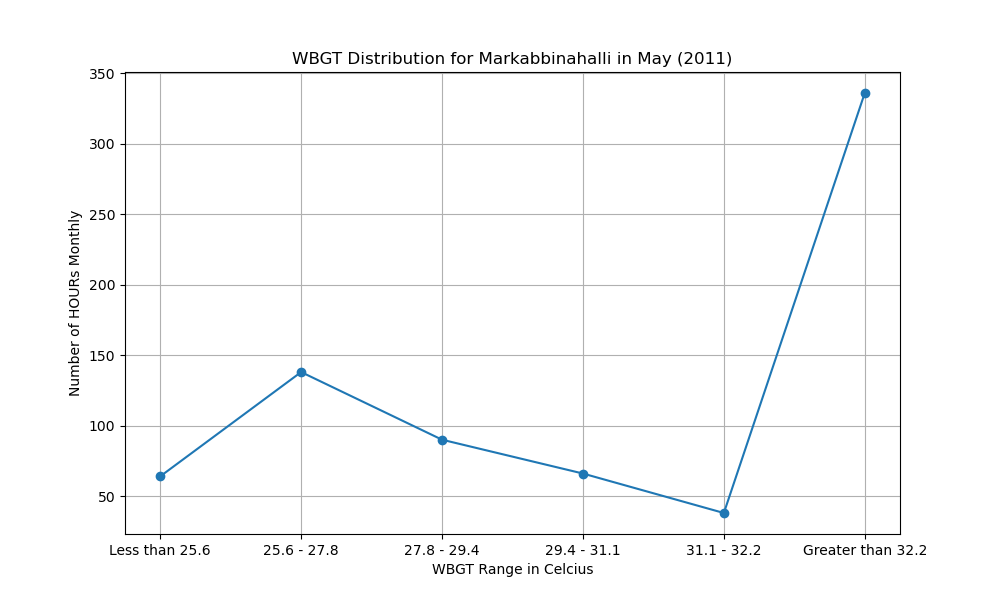 WBGT Distribution for Markabbinahalli in May (2011)
Number of HOURs Monthly
350
300
250
200
150
100
50
Less than 25.6
25.6 - 27.8
27.8 - 29.4
29.4 - 31.1
31.1 - 32.2
Greater than 32.2
WBGT Range in Celcius